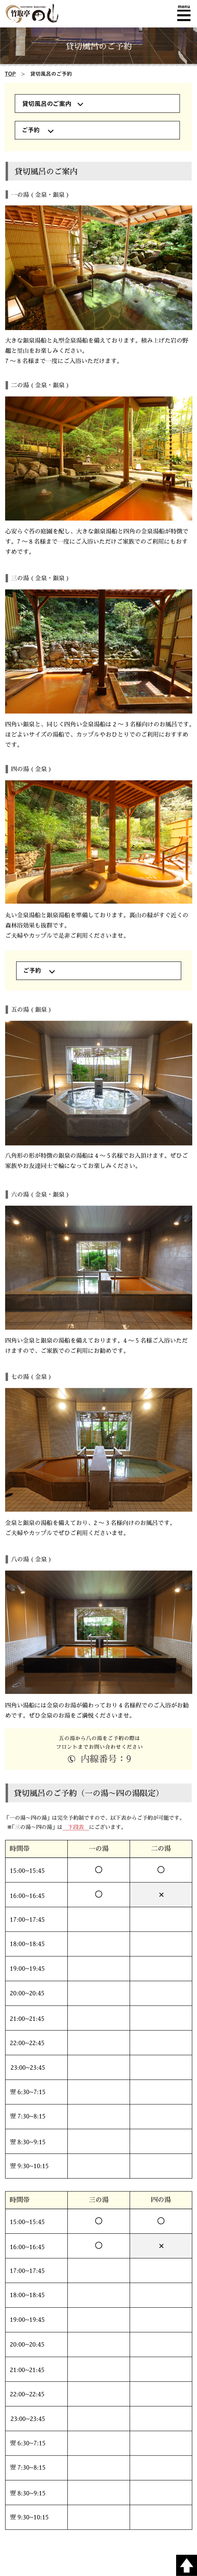 竹取亭 円山
menu
貸切風呂のご予約
TOP ＞ 貸切風呂のご予約
貸切風呂のご案内
ご予約
貸切風呂のご案内
一の湯 ( 金泉・銀泉 )
大きな銀泉湯船と丸型金泉湯船を備えております。積み上げた岩の野
趣と里山をお楽しみください。
7 ～ 8 名様まで一度にご入浴いただけます。
二の湯 ( 金泉・銀泉 )
心安らぐ苔の庭園を配し、大きな銀泉湯船と四角の金泉湯船が特徴で
す。7 ～ 8 名様まで一度にご入浴いただけご家族でのご利用にもおす
すめです。
三の湯 ( 金泉・銀泉 )
四角い銀泉と、同じく四角い金泉湯船は 2 ～ 3 名様向けのお風呂です。
ほどよいサイズの湯船で、カップルやおひとりでのご利用におすすめ
です。
四の湯 ( 金泉 )
丸い金泉湯船と銀泉湯船を準備しております。裏山の緑がすぐ近くの
森林浴効果も抜群です。
ご夫婦やカップルで是非ご利用くださいませ。
ご予約
五の湯 ( 銀泉 )
八角形の形が特徴の銀泉の湯船は 4 ～ 5 名様でお入頂けます。ぜひご
家族やお友達同士で輪になってお楽しみください。
六の湯 ( 金泉・銀泉 )
四角い金泉と銀泉の湯船を備えております。4 ～ 5 名様ご入浴いただ
けますので、ご家族でのご利用にお勧めです。
七の湯 ( 金泉 )
金泉と銀泉の湯船を備えており、2 ～ 3 名様向けのお風呂です。
ご夫婦やカップルでぜひご利用くださいませ。
八の湯 ( 金泉 )
四角い湯船には金泉のお湯が備わっており 4 名様程でのご入浴がお勧
めです。ぜひ金泉のお湯をご満悦くださいませ。
五の湯から八の湯をご予約の際は
フロントまでお問い合わせください
内線番号：9
貸切風呂のご予約（一の湯～四の湯限定）
「一の湯～四の湯」は完全予約制ですので、以下表からご予約が可能です。
※「三の湯～四の湯」は 下段表 にございます。
時間帯 一の湯 二の湯
15:00~15:45 〇 〇
16:00~16:45 〇 ×
17:00~17:45
18:00~18:45
19:00~19:45
20:00~20:45
21:00~21:45
22:00~22:45
23:00~23:45
翌 6:30~7:15
翌 7:30~8:15
翌 8:30~9:15
翌 9:30~10:15
時間帯 三の湯 四の湯
15:00~15:45 〇 〇
16:00~16:45 〇 ×
17:00~17:45
18:00~18:45
19:00~19:45
20:00~20:45
21:00~21:45
22:00~22:45
23:00~23:45
翌 6:30~7:15
翌 7:30~8:15
翌 8:30~9:15
翌 9:30~10:15